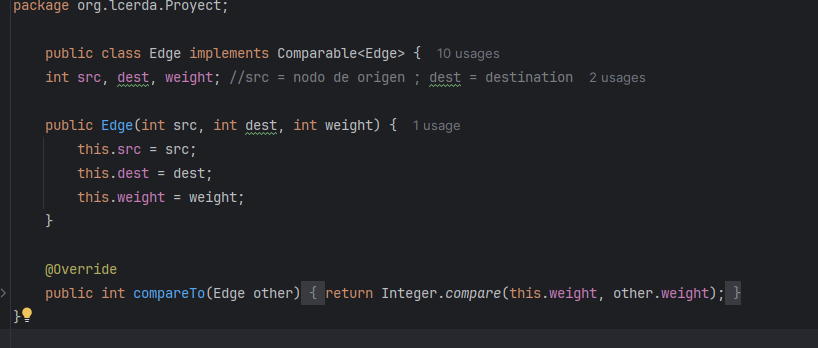 package org.lcerda.Proyect;
public class Edge implements Comparable<Edge> { 10 usages
int src, dest, weight; //src = nodo de origen ; dest = destination 2 usages
public Edge(int src, int dest, int weight) { 1 usage
this.src = src;
this.dest = dest;
this.weight = weight;
}
@Override
public int compareTo(Edge other) { return Integer.compare(this.weight, other.weight); }
}